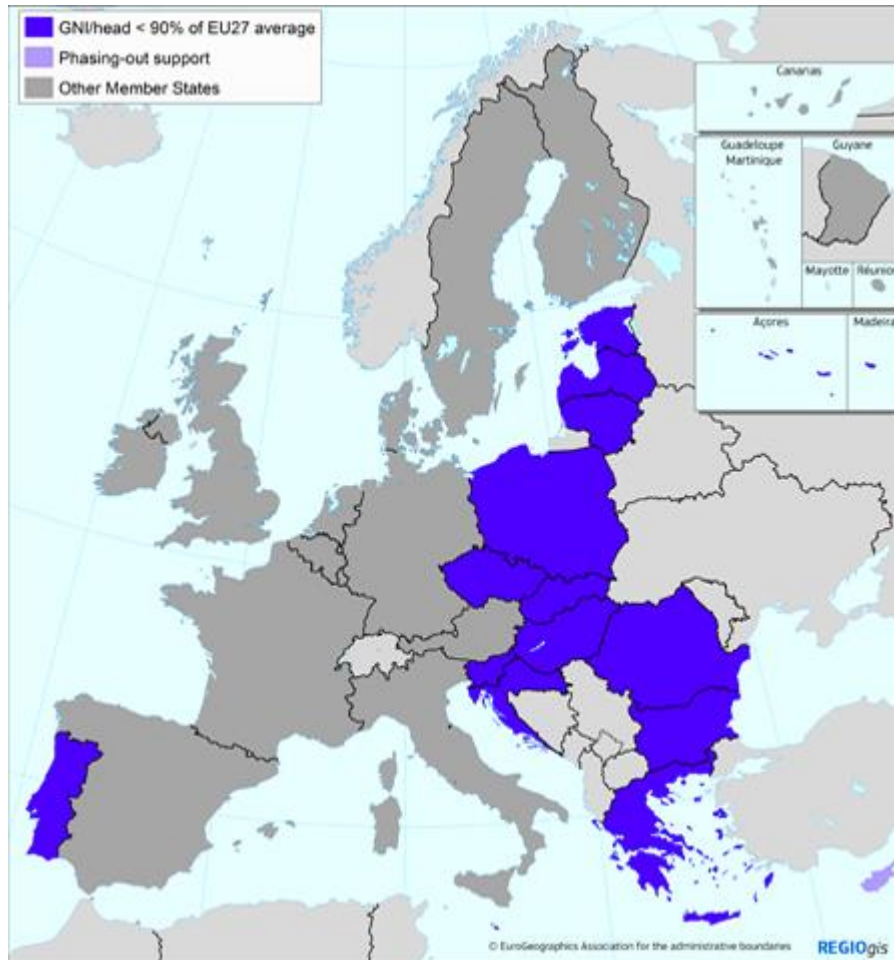 GNI/head < 90% of EU27 average
Phasing-out support
Other Member States
Canarias
Guadeloupe
Martinique
Guyane
Mayotte
Réunion
Açores
Madeira
© EuroGeographics Association for the administrative boundaries
REGIOgis